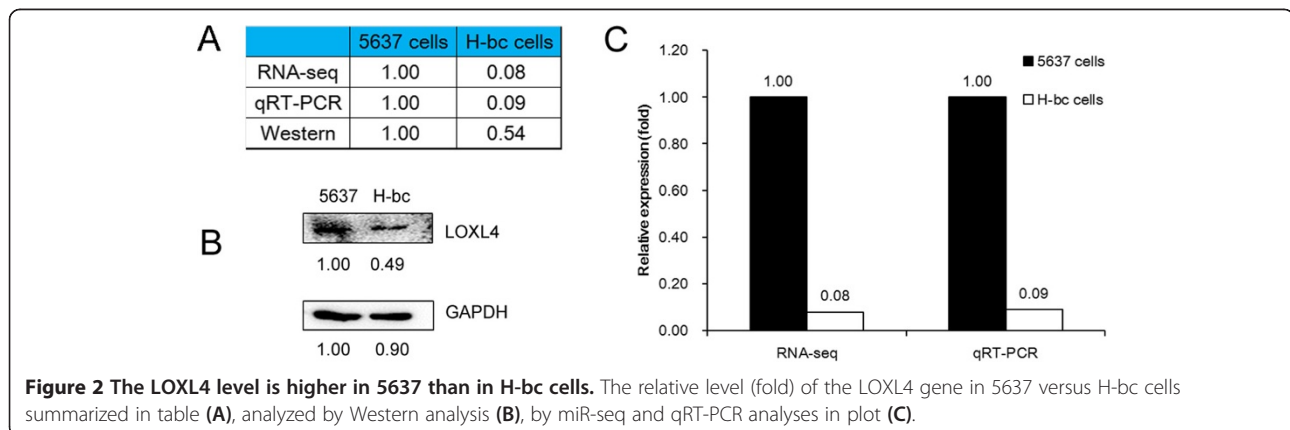 A
5637 cells H-bc cells
RNA-seq 1.00 0.08
qRT-PCR 1.00 0.09
Western 1.00 0.54
B
5637 H-bc
LOXL4
1.00 0.49
GAPDH
1.00 0.90
C
Relative expression (fold)
1.20
1.00
0.80
0.60
0.40
0.20
0.00
1.00
0.08
1.00
0.09
RNA-seq
qRT-PCR
5637 cells
H-bc cells
Figure 2 The LOXL4 level is higher in 5637 than in H-bc cells. The relative level (fold) of the LOXL4 gene in 5637 versus H-bc cells
summarized in table (A), analyzed by Western analysis (B), by miR-seq and qRT-PCR analyses in plot (C).